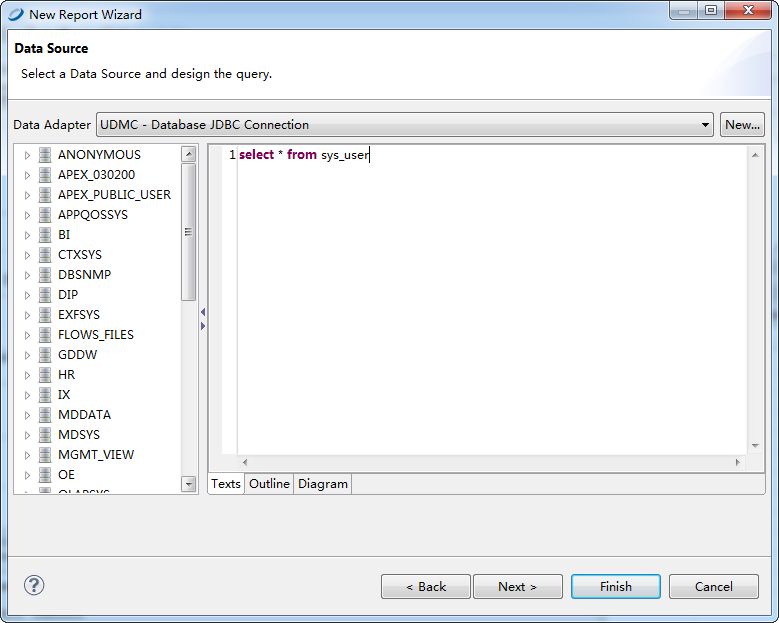 New Report Wizard
Data Source
Select a Data Source and design the query.
Data Adapter UDMC - Database JDBC Connection New...
ANONYMOUS
APEX_030200
APEX_PUBLIC_USER
APPQOSSYS
BI
CTXSYS
DBSNMP
DIP
EXFSYS
FLOWS_FILES
GDDW
HR
IX
MDDATA
MDSYS
MGMT_VIEW
OE
1 select * from sys_user
Texts Outline Diagram
? < Back Next > Finish Cancel